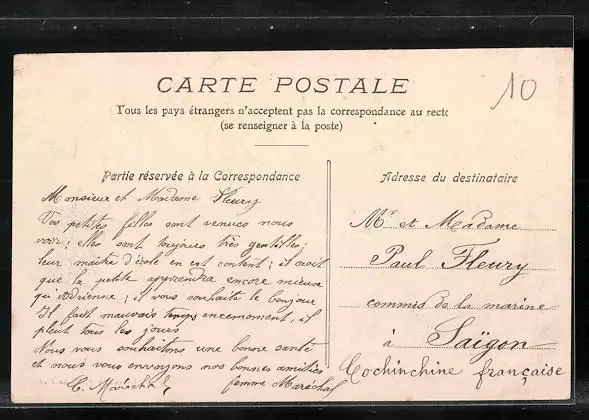 10
CARTE POSTALE
Tous les pays étrangers n'acceptent pas la correspondance au recto
(se renseigner à la poste)
Partie réservée à la Correspondance
Monsieur et Madame Fleury
Vos petites filles sont venues nous
voir; elles sont toujours très gentilles;
leur maître d'école en est content; il croit
que la petite apprendra encore mieux
qu'Adrienne; il vous souhaite le bonjour
Il fait mauvais temps en ce moment, il
pleut tous les jours
Nous vous souhaitons une bonne santé
et nous vous envoyons nos bonnes amitiés
femme Maréchal
Adresse du destinataire
Mr et Madame
Paul Fleury
commis de la marine
à Saïgon
Cochinchine française